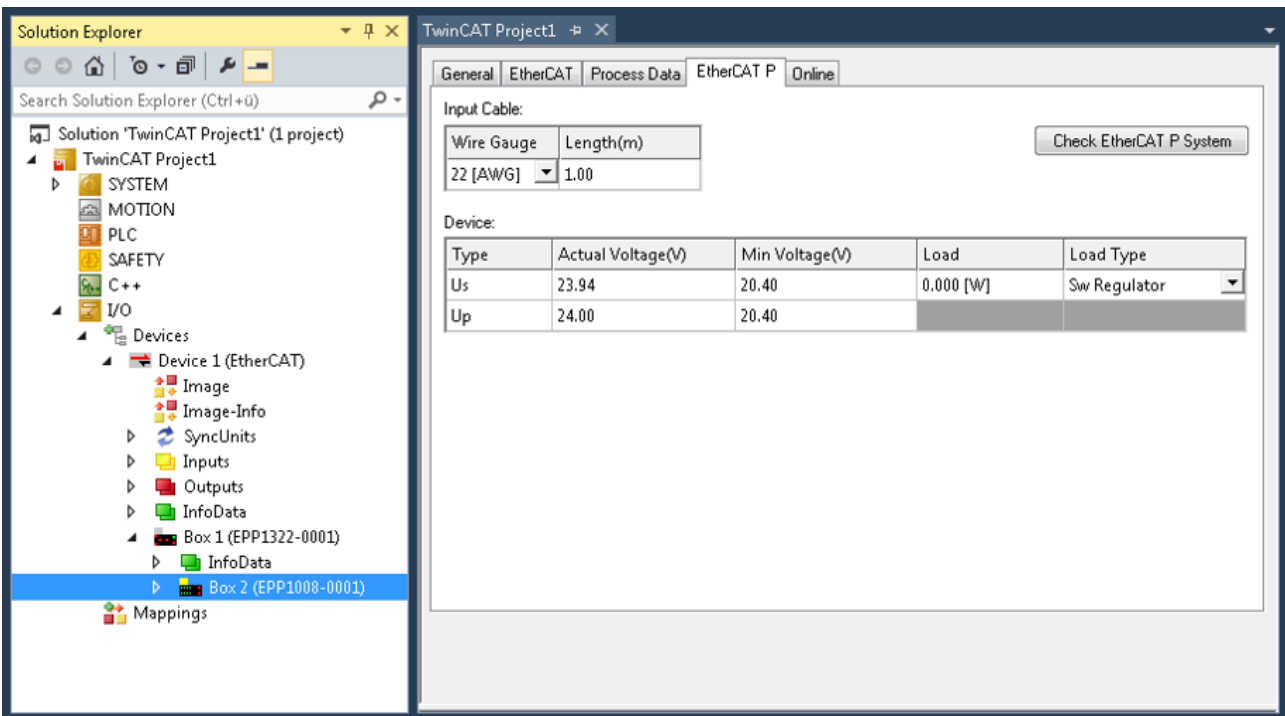 Solution Explorer
Search Solution Explorer (Ctrl+ü)
Solution 'TwinCAT Project1' (1 project)
TwinCAT Project1
SYSTEM
MOTION
PLC
SAFETY
C++
I/O
Devices
Device 1 (EtherCAT)
Image
Image-Info
SyncUnits
Inputs
Outputs
InfoData
Box 1 (EPP1322-0001)
InfoData
Box 2 (EPP1008-0001)
Mappings
TwinCAT Project1
General EtherCAT Process Data EtherCAT P Online
Input Cable:
Wire Gauge Length(m)
22 [AWG] 1.00
Check EtherCAT P System
Device:
Type Actual Voltage(V) Min Voltage(V) Load Load Type
Us 23.94 20.40 0.000 [W] Sw Regulator
Up 24.00 20.40